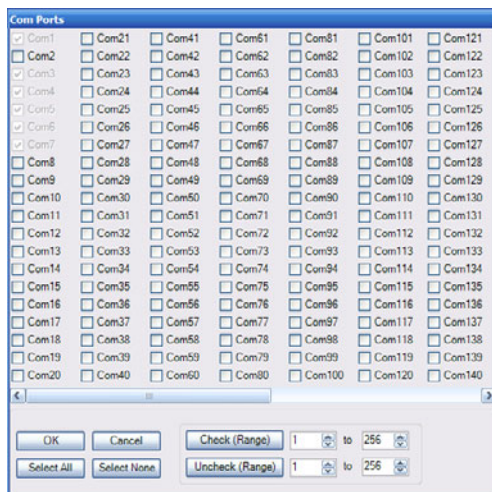 Com Ports
Com1 Com21 Com41 Com61 Com81 Com101 Com121
Com2 Com22 Com42 Com62 Com82 Com102 Com122
Com3 Com23 Com43 Com63 Com83 Com103 Com123
Com4 Com24 Com44 Com64 Com84 Com104 Com124
Com5 Com25 Com45 Com65 Com85 Com105 Com125
Com6 Com26 Com46 Com66 Com86 Com106 Com126
Com7 Com27 Com47 Com67 Com87 Com107 Com127
Com8 Com28 Com48 Com68 Com88 Com108 Com128
Com9 Com29 Com49 Com69 Com89 Com109 Com129
Com10 Com30 Com50 Com70 Com90 Com110 Com130
Com11 Com31 Com51 Com71 Com91 Com111 Com131
Com12 Com32 Com52 Com72 Com92 Com112 Com132
Com13 Com33 Com53 Com73 Com93 Com113 Com133
Com14 Com34 Com54 Com74 Com94 Com114 Com134
Com15 Com35 Com55 Com75 Com95 Com115 Com135
Com16 Com36 Com56 Com76 Com96 Com116 Com136
Com17 Com37 Com57 Com77 Com97 Com117 Com137
Com18 Com38 Com58 Com78 Com98 Com118 Com138
Com19 Com39 Com59 Com79 Com99 Com119 Com139
Com20 Com40 Com60 Com80 Com100 Com120 Com140
OK Cancel Check (Range) 1 to 256
Select All Select None Uncheck (Range) 1 to 256